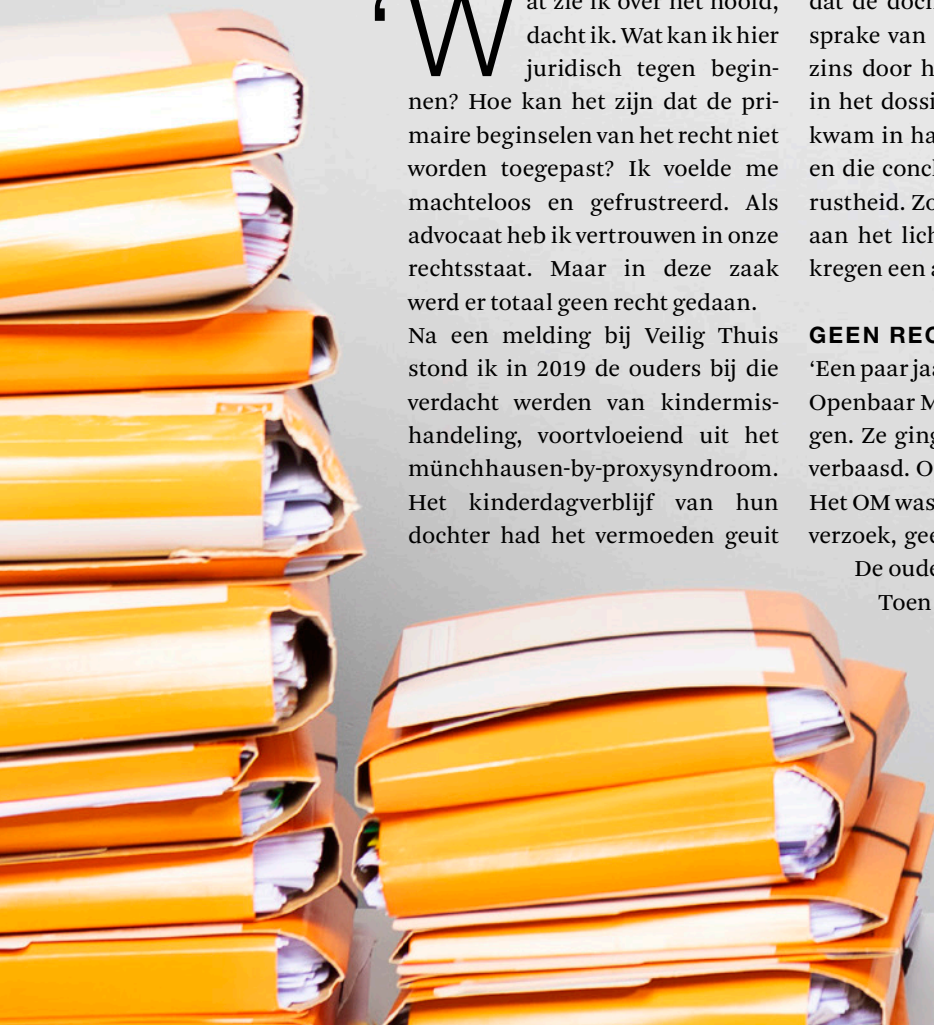 ‘Wat zie ik over het hoofd,
dacht ik. Wat kan ik hier
juridisch tegen begin-
nen? Hoe kan het zijn dat de pri-
maire beginselen van het recht niet
worden toegepast? Ik voelde me
machteloos en gefrustreerd. Als
advocaat heb ik vertrouwen in onze
rechtsstaat. Maar in deze zaak
werd er totaal geen recht gedaan.
Na een melding bij Veilig Thuis
stond ik in 2019 de ouders bij die
verdacht werden van kindermis-
handeling, voortvloeiend uit het
münchhausen-by-proxysyndroom.
Het kinderdagverblijf van hun
dochter had het vermoeden geuit
dat de doch
sprake van
zins door h
in het dossi
kwam in ha
en die concl
rustheid. Zo
aan het lich
kregen een a
GEEN REC
‘Een paar jaa
Openbaar M
gen. Ze ging
verbaasd. O
Het OM was
verzoek, gee
De oude
Toen